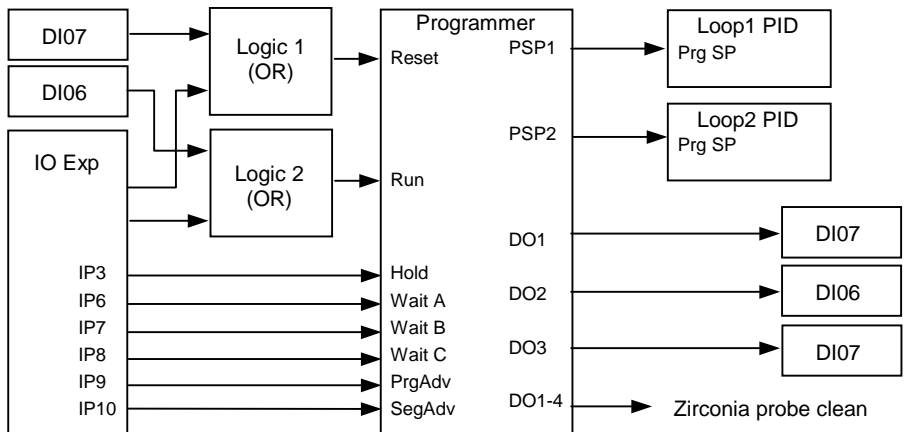 DI07
DI06
IO Exp
IP3
IP6
IP7
IP8
IP9
IP10
Logic 1
(OR)
Logic 2
(OR)
Programmer
Reset
Run
Hold
Wait A
Wait B
Wait C
PrgAdv
SegAdv
PSP1
PSP2
DO1
DO2
DO3
DO1-4
Loop1 PID
Prg SP
Loop2 PID
Prg SP
DI07
DI06
DI07
Zirconia probe clean